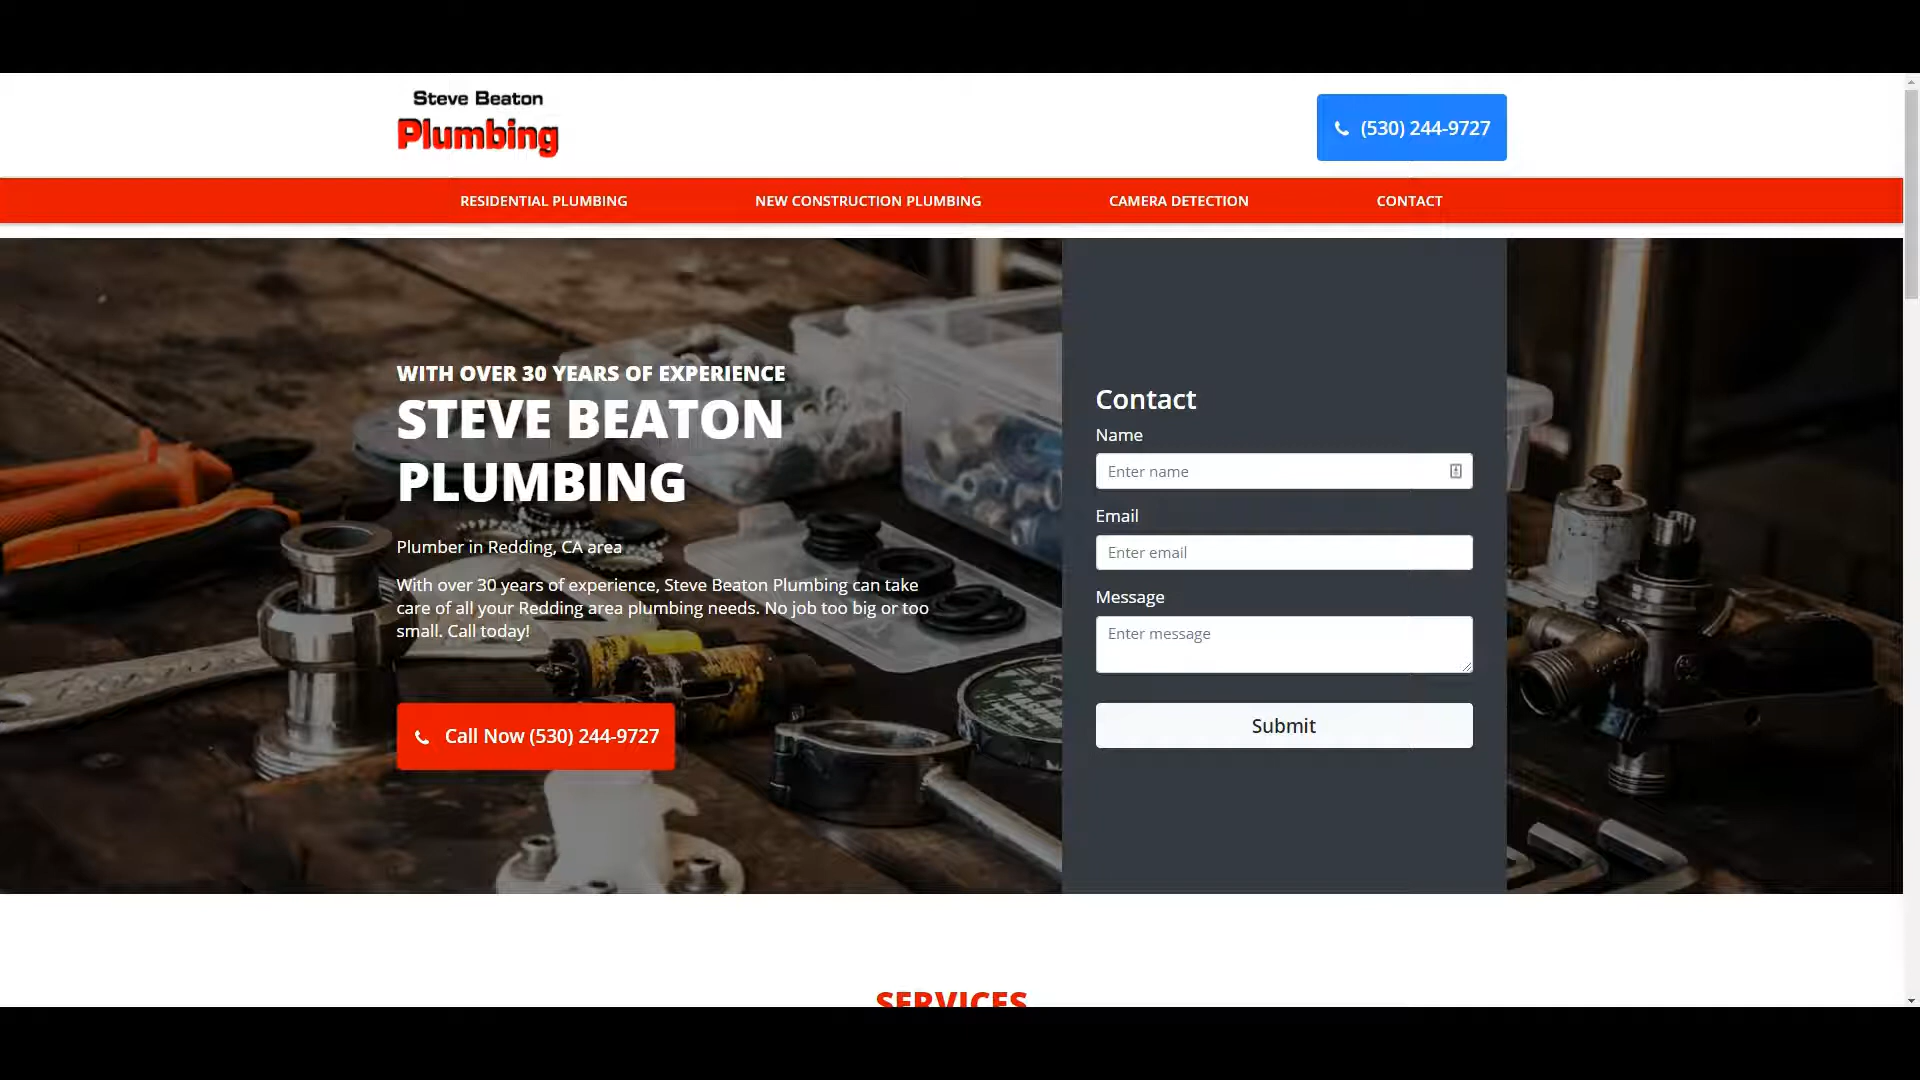 Steve Beaton
Plumbing
(530) 244-9727
RESIDENTIAL PLUMBING
NEW CONSTRUCTION PLUMBING
CAMERA DETECTION
CONTACT
WITH OVER 30 YEARS OF EXPERIENCE
STEVE BEATON
PLUMBING
Plumber in Redding, CA area
With over 30 years of experience, Steve Beaton Plumbing can take
care of all your Redding area plumbing needs. No job too big or too
small. Call today!
Call Now (530) 244-9727
Contact
Name
Enter name
Email
Enter email
Message
Enter message
Submit
SERVICES